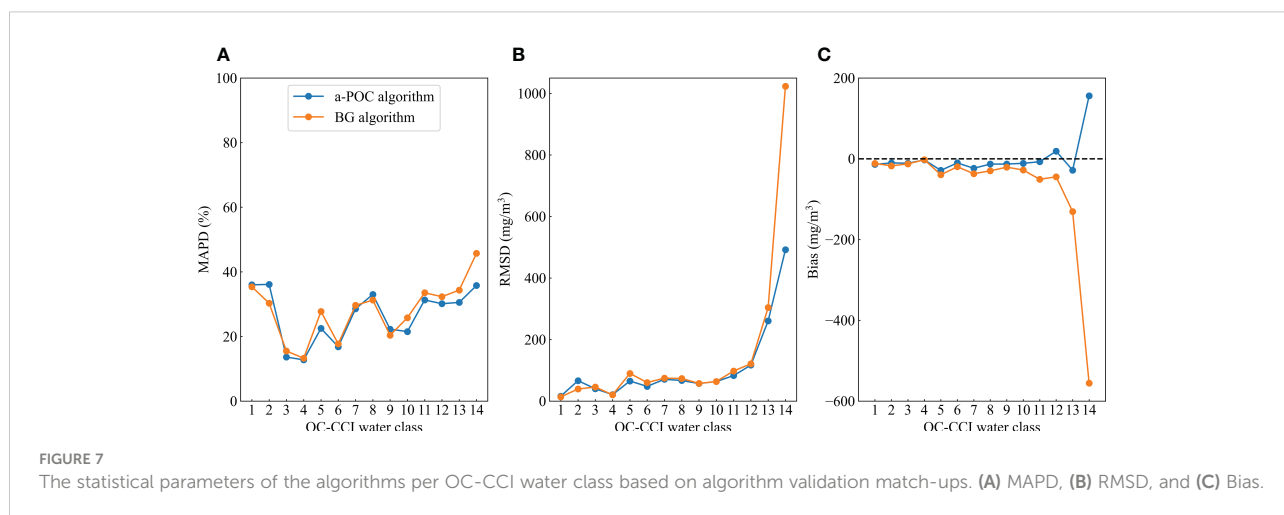 A
B
C
MAPD (%)
100
80
60
40
20
0
a-POC algorithm
BG algorithm
1 2 3 4 5 6 7 8 9 10 11 12 13 14
OC-CCI water class
RMSD (mg/m³)
1000
800
600
400
200
0
1 2 3 4 5 6 7 8 9 10 11 12 13 14
OC-CCI water class
Bias (mg/m³)
200
0
−200
−400
−600
1 2 3 4 5 6 7 8 9 10 11 12 13 14
OC-CCI water class
FIGURE 7
The statistical parameters of the algorithms per OC-CCI water class based on algorithm validation match-ups. (A) MAPD, (B) RMSD, and (C) Bias.